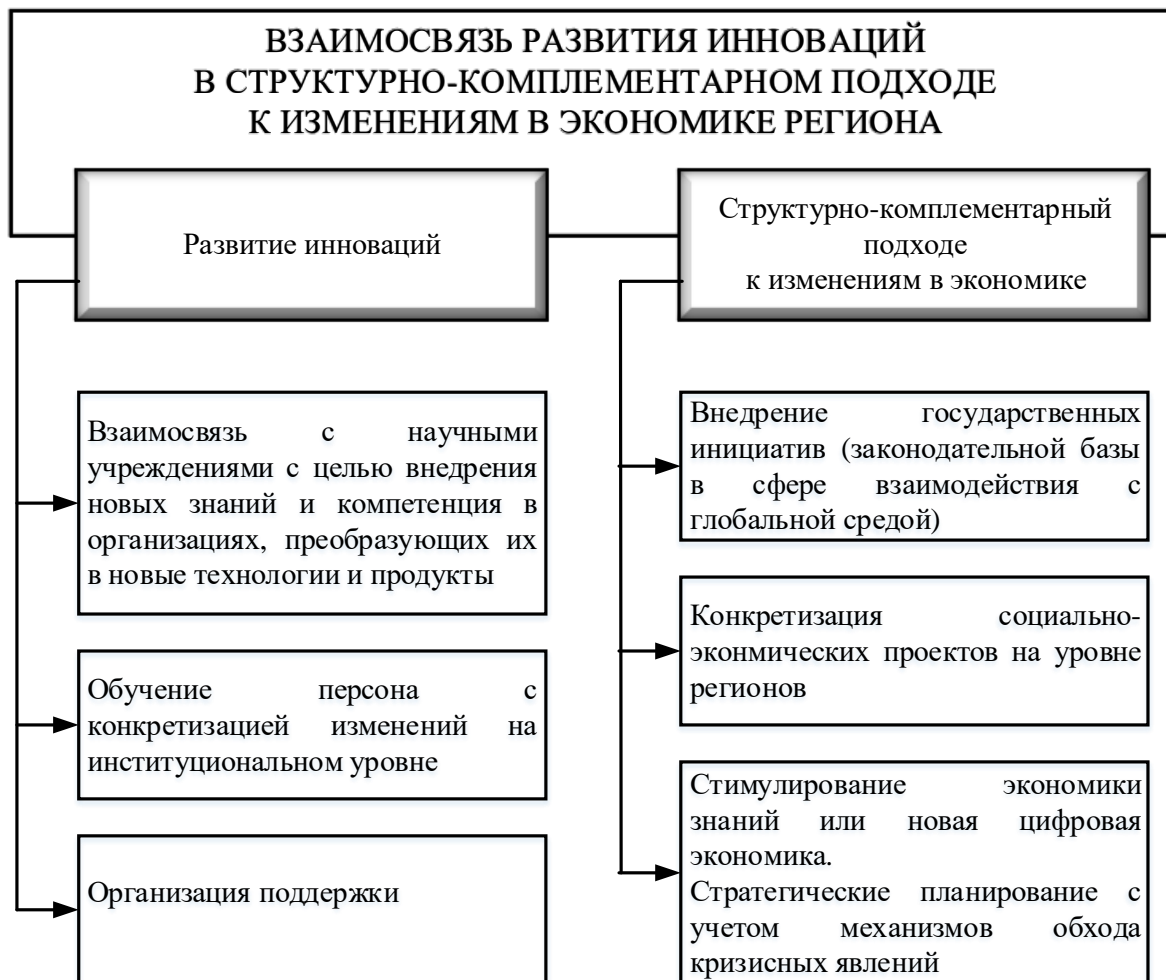 ВЗАИМОСВЯЗЬ РАЗВИТИЯ ИННОВАЦИЙ
В СТРУКТУРНО-КОМПЛЕМЕНТАРНОМ ПОДХОДЕ
К ИЗМЕНЕНИЯМ В ЭКОНОМИКЕ РЕГИОНА
Развитие инноваций
Взаимосвязь с научными
учреждениями с целью внедрения
новых знаний и компетенция в
организациях, преобразующих их
в новые технологии и продукты
Обучение персона с
конкретизацией изменений на
институциональном уровне
Организация поддержки
Структурно-комплементарный
подходе
к изменениям в экономике
Внедрение государственных
инициатив (законодательной базы
в сфере взаимодействия с
глобальной средой)
Конкретизация социально-
эконмических проектов на уровне
регионов
Стимулирование экономики
знаний или новая цифровая
экономика.
Стратегические планирование с
учетом механизмов обхода
кризисных явлений